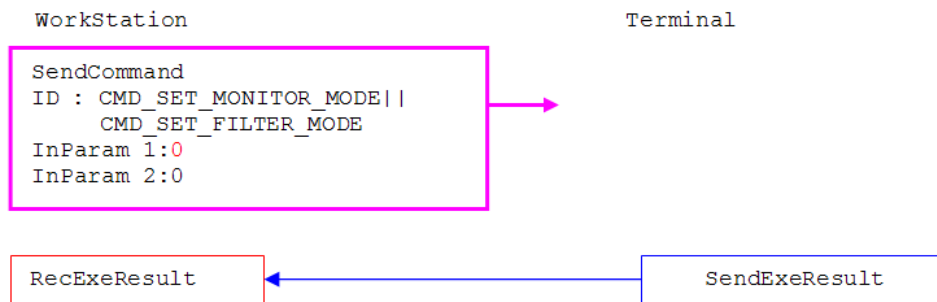 WorkStation
Terminal
SendCommand
ID : CMD_SET_MONITOR_MODE||
CMD_SET_FILTER_MODE
InParam 1:0
InParam 2:0
RecExeResult
SendExeResult